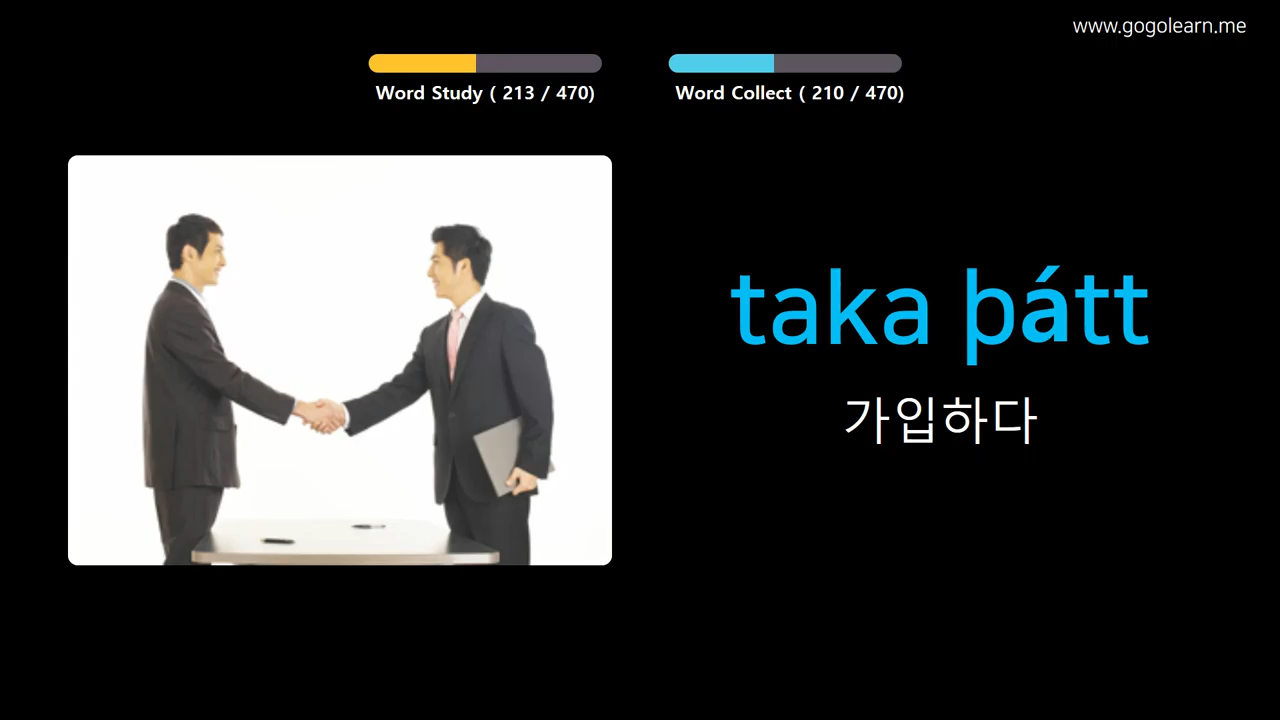 www.gogolearn.me
Word Study ( 213 / 470)
Word Collect ( 210 / 470)
taka þátt
가입하다